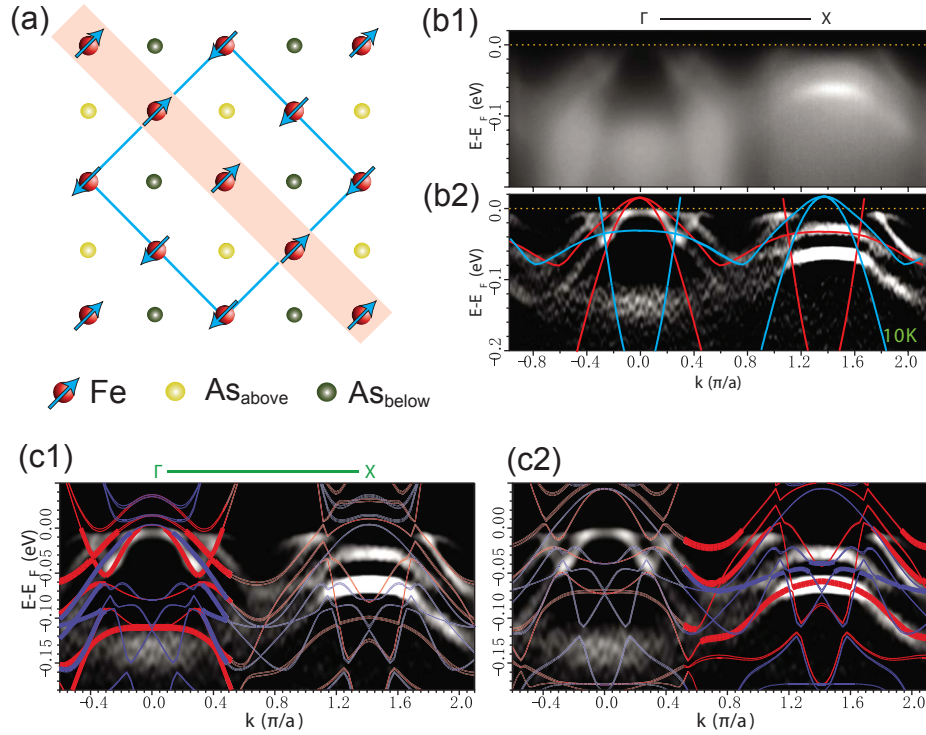 (a)
Fe
As_above
As_below
(b1)
Γ
X
0.0
-0.1
E-E_F (eV)
(b2)
0.0
-0.1
-0.2
E-E_F (eV)
10K
-0.8 -0.4 0.0 0.4 0.8 1.2 1.6 2.0
k (π/a)
(c1)
Γ
X
0.00
-0.05
-0.10
-0.15
E-E_F (eV)
-0.4 0.0 0.4 0.8 1.2 1.6 2.0
k (π/a)
(c2)
0.00
-0.05
-0.10
-0.15
E-E_F (eV)
-0.4 0.0 0.4 0.8 1.2 1.6 2.0
k (π/a)